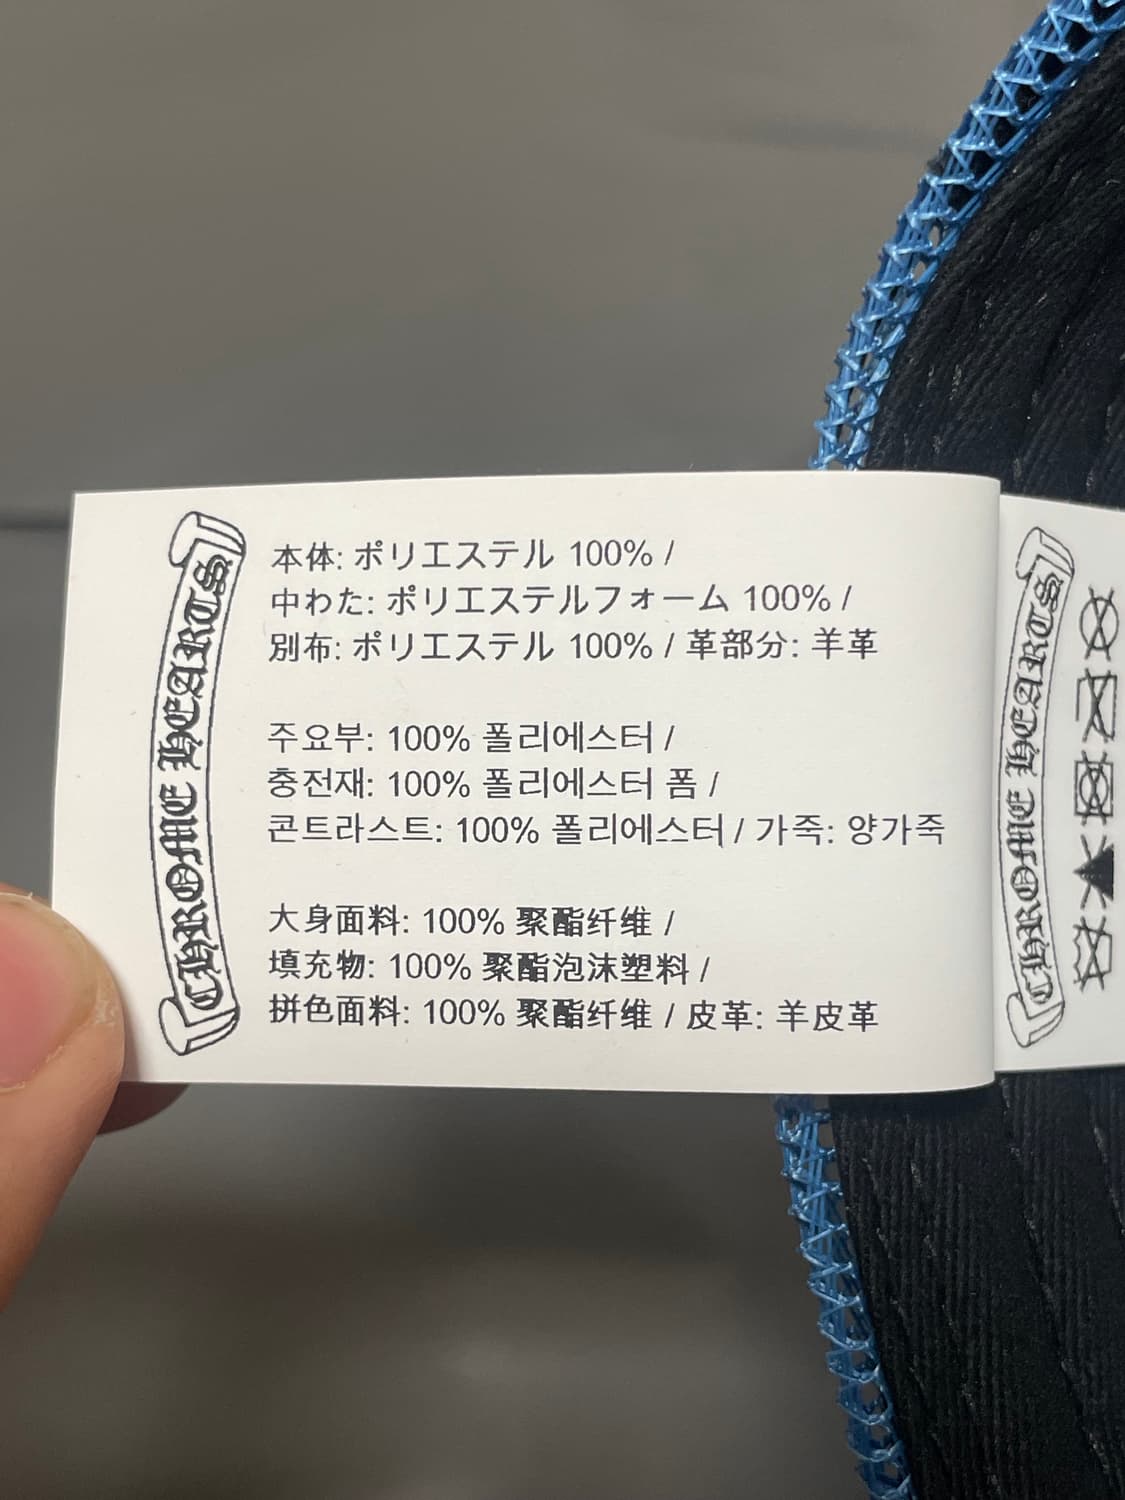 CHROME HEARTS
本体: ポリエステル 100% /
中わた: ポリエステルフォーム 100% /
別布: ポリエステル 100% / 革部分: 羊革
주요부: 100% 폴리에스터 /
충전재: 100% 폴리에스터 폼 /
콘트라스트: 100% 폴리에스터 / 가죽: 양가죽
大身面料: 100% 聚酯纤维 /
填充物: 100% 聚酯泡沫塑料 /
拼色面料: 100% 聚酯纤维 / 皮革: 羊皮革
CHROME HEARTS